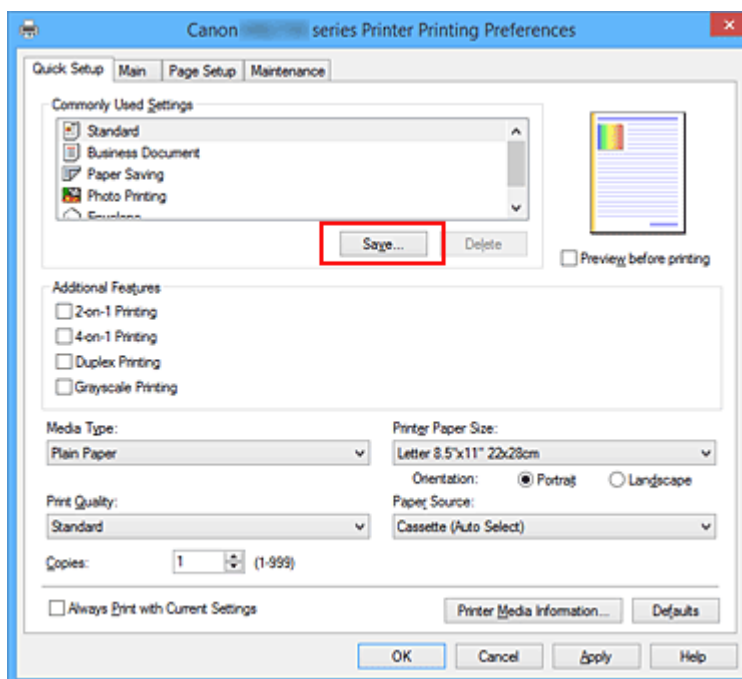 Canon series Printer Printing Preferences
Quick Setup Main Page Setup Maintenance
Commonly Used Settings
Standard
Business Document
Paper Saving
Photo Printing
Envelope
Save... Delete
Preview before printing
Additional Features
2-on-1 Printing
4-on-1 Printing
Duplex Printing
Grayscale Printing
Media Type:
Plain Paper
Printer Paper Size:
Letter 8.5"x11" 22x28cm
Orientation: Portrait Landscape
Print Quality:
Standard
Paper Source:
Cassette (Auto Select)
Copies: 1 (1-999)
Always Print with Current Settings
Printer Media Information... Defaults
OK Cancel Apply Help